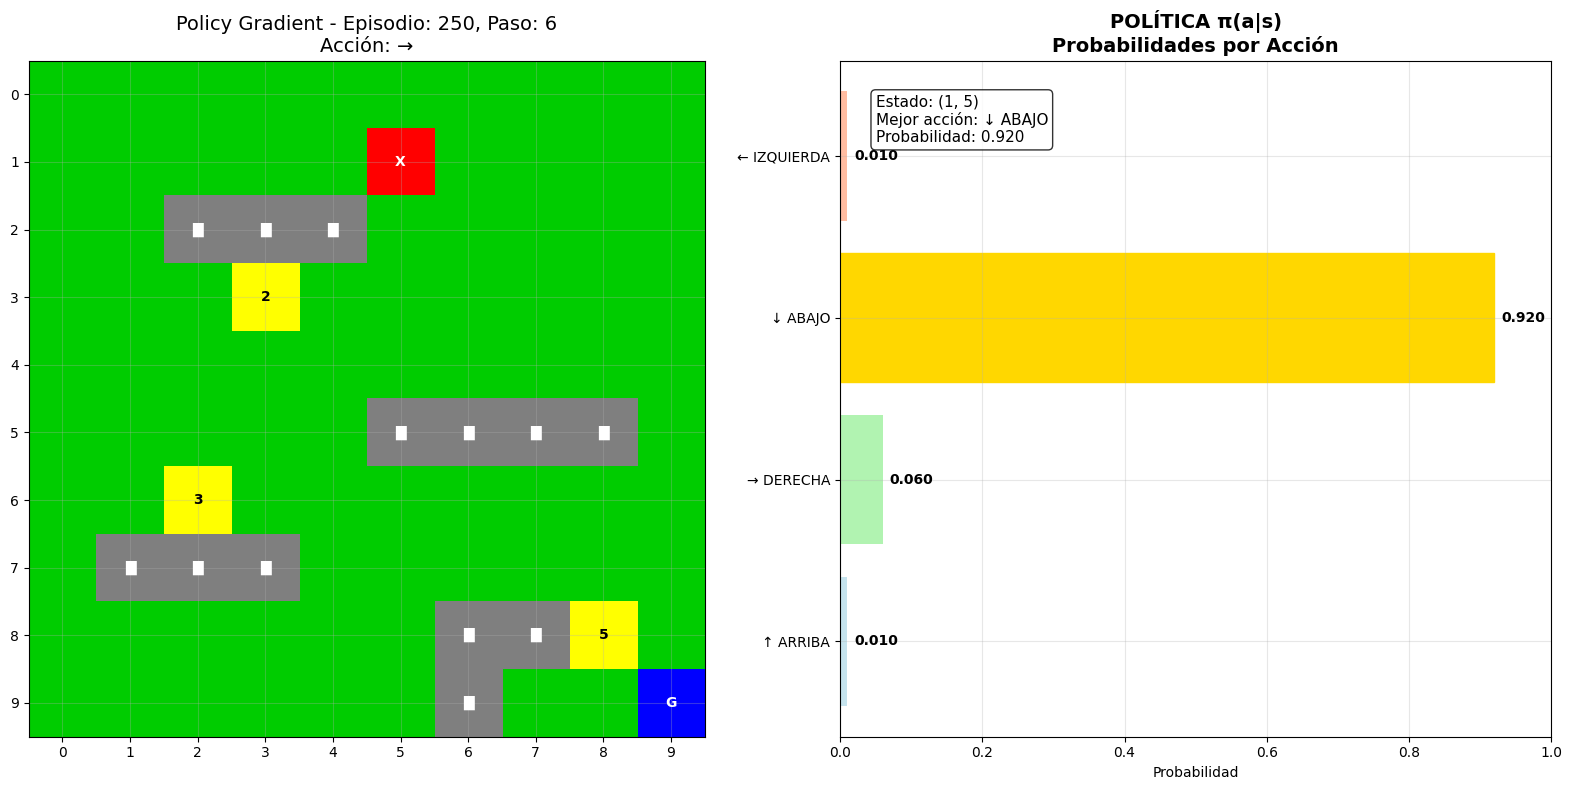 Policy Gradient - Episodio: 250, Paso: 6
Acción: →
0
1
2
3
4
5
6
7
8
9
X
2
3
5
G
0 1 2 3 4 5 6 7 8 9
POLÍTICA π(a|s)
Probabilidades por Acción
Estado: (1, 5)
Mejor acción: ↓ ABAJO
Probabilidad: 0.920
← IZQUIERDA
0.010
↓ ABAJO
0.920
→ DERECHA
0.060
↑ ARRIBA
0.010
0.0 0.2 0.4 0.6 0.8 1.0
Probabilidad